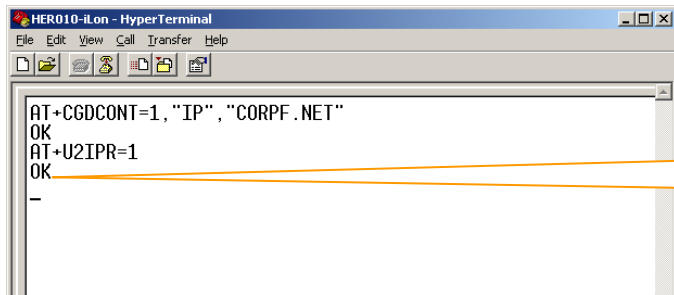 HER010-iLon - HyperTerminal
File Edit View Call Transfer Help
AT+CGDCONT=1,"IP","CORPF.NET"
OK
AT+U2IPR=1
OK